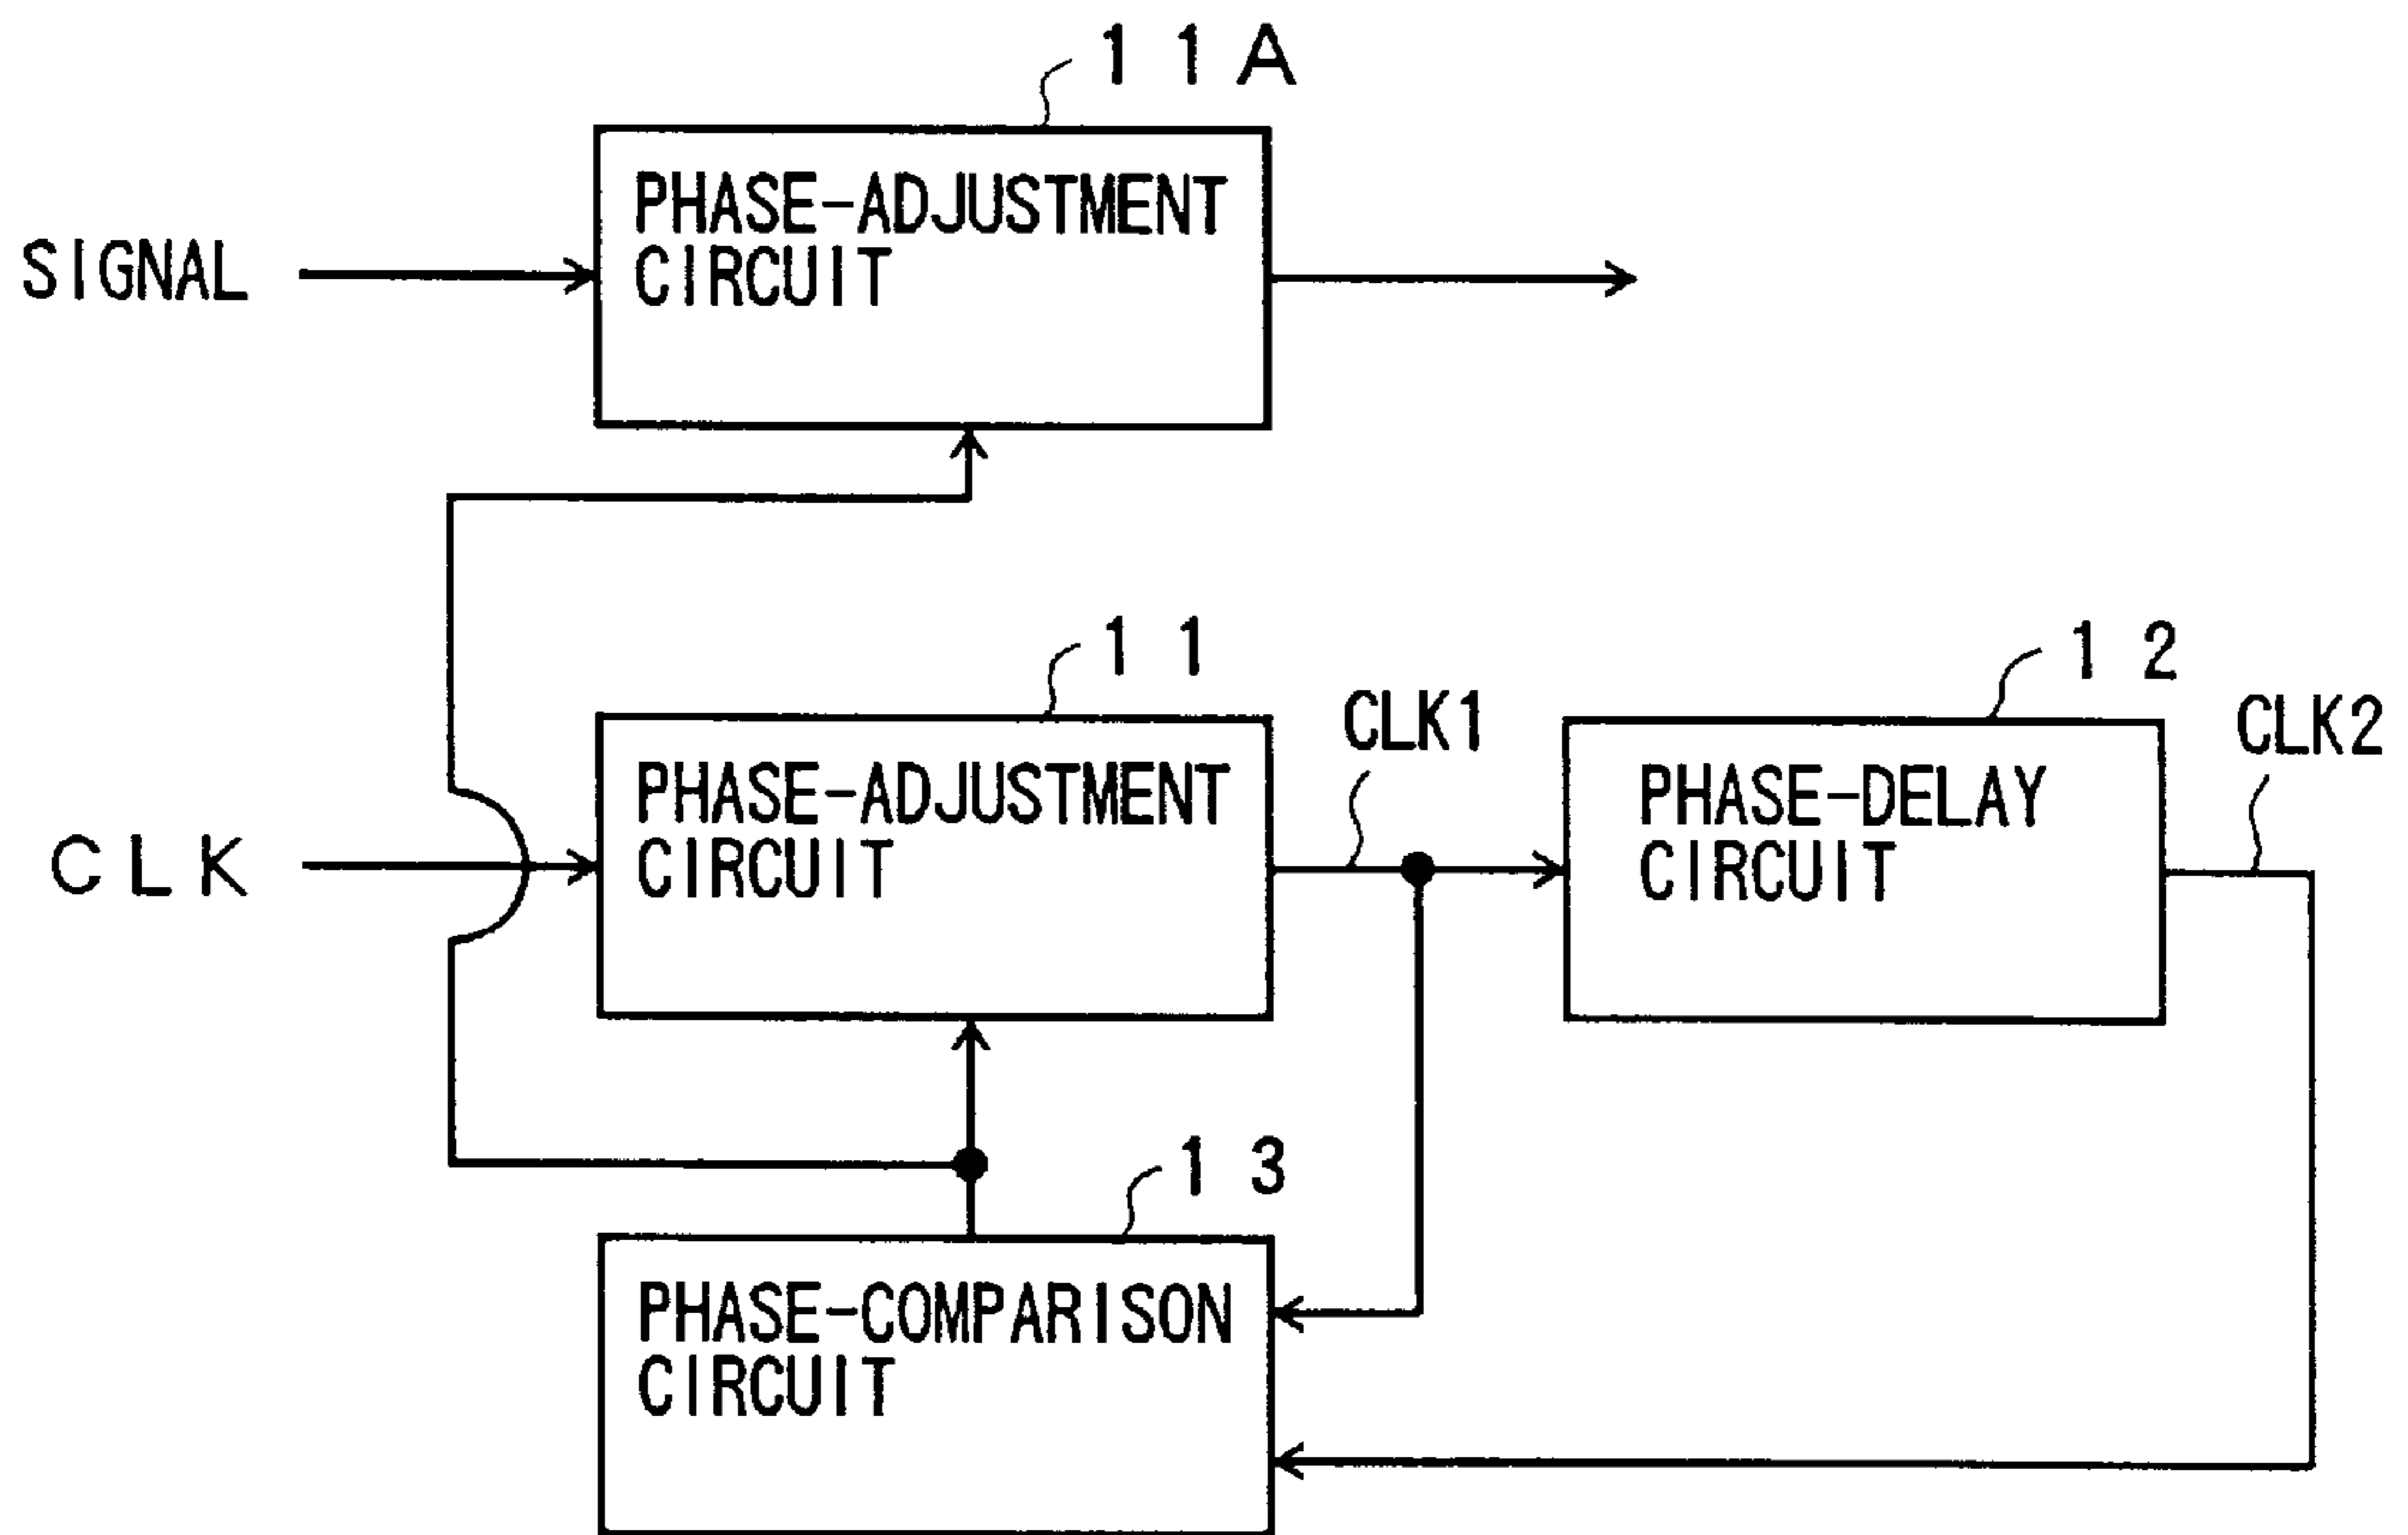 11A
PHASE-ADJUSTMENT
CIRCUIT
SIGNAL
11
12
CLK1
CLK2
PHASE-ADJUSTMENT
CIRCUIT
PHASE-DELAY
CIRCUIT
CLK
13
PHASE-COMPARISON
CIRCUIT